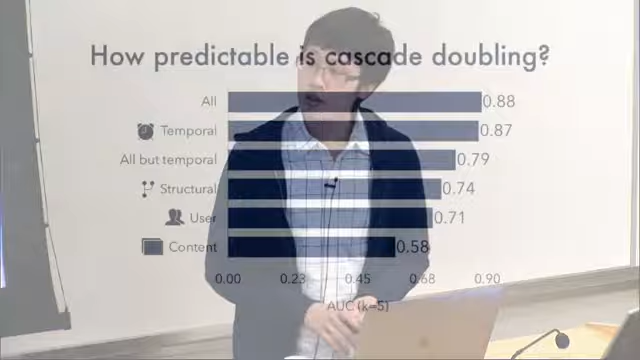 How predictable is cascade doubling?
All 0.88
Temporal 0.87
All but temporal 0.79
Structural 0.74
User 0.71
Content 0.58
0.00 0.23 0.45 0.68 0.90
AUC (k=5)